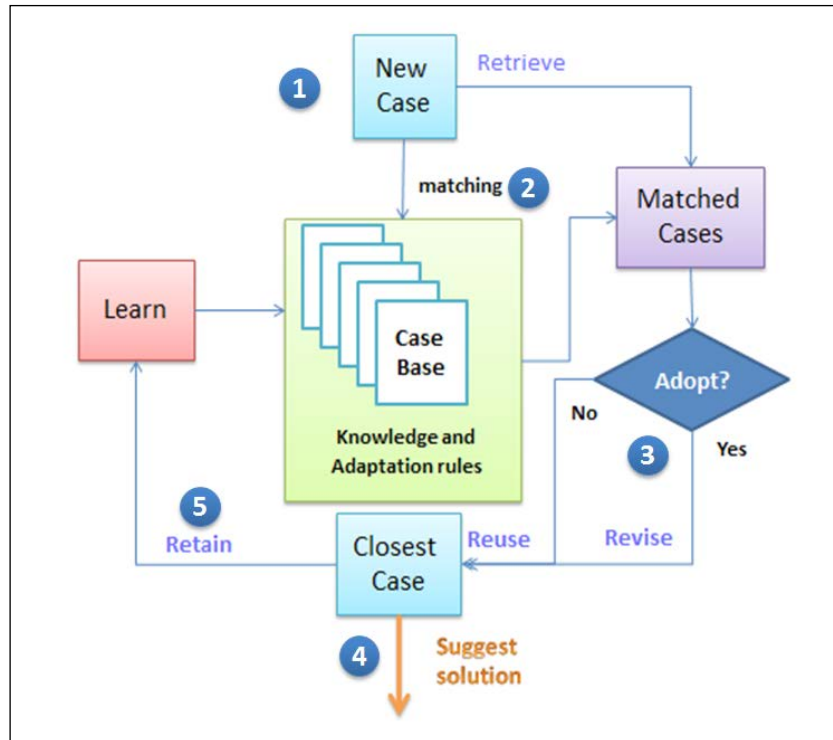 1
New
Case
Retrieve
matching
2
Matched
Cases
Learn
Case
Base
Knowledge and
Adaptation rules
Adopt?
No
Yes
3
5
Retain
Closest
Case
Reuse
Revise
4
Suggest
solution